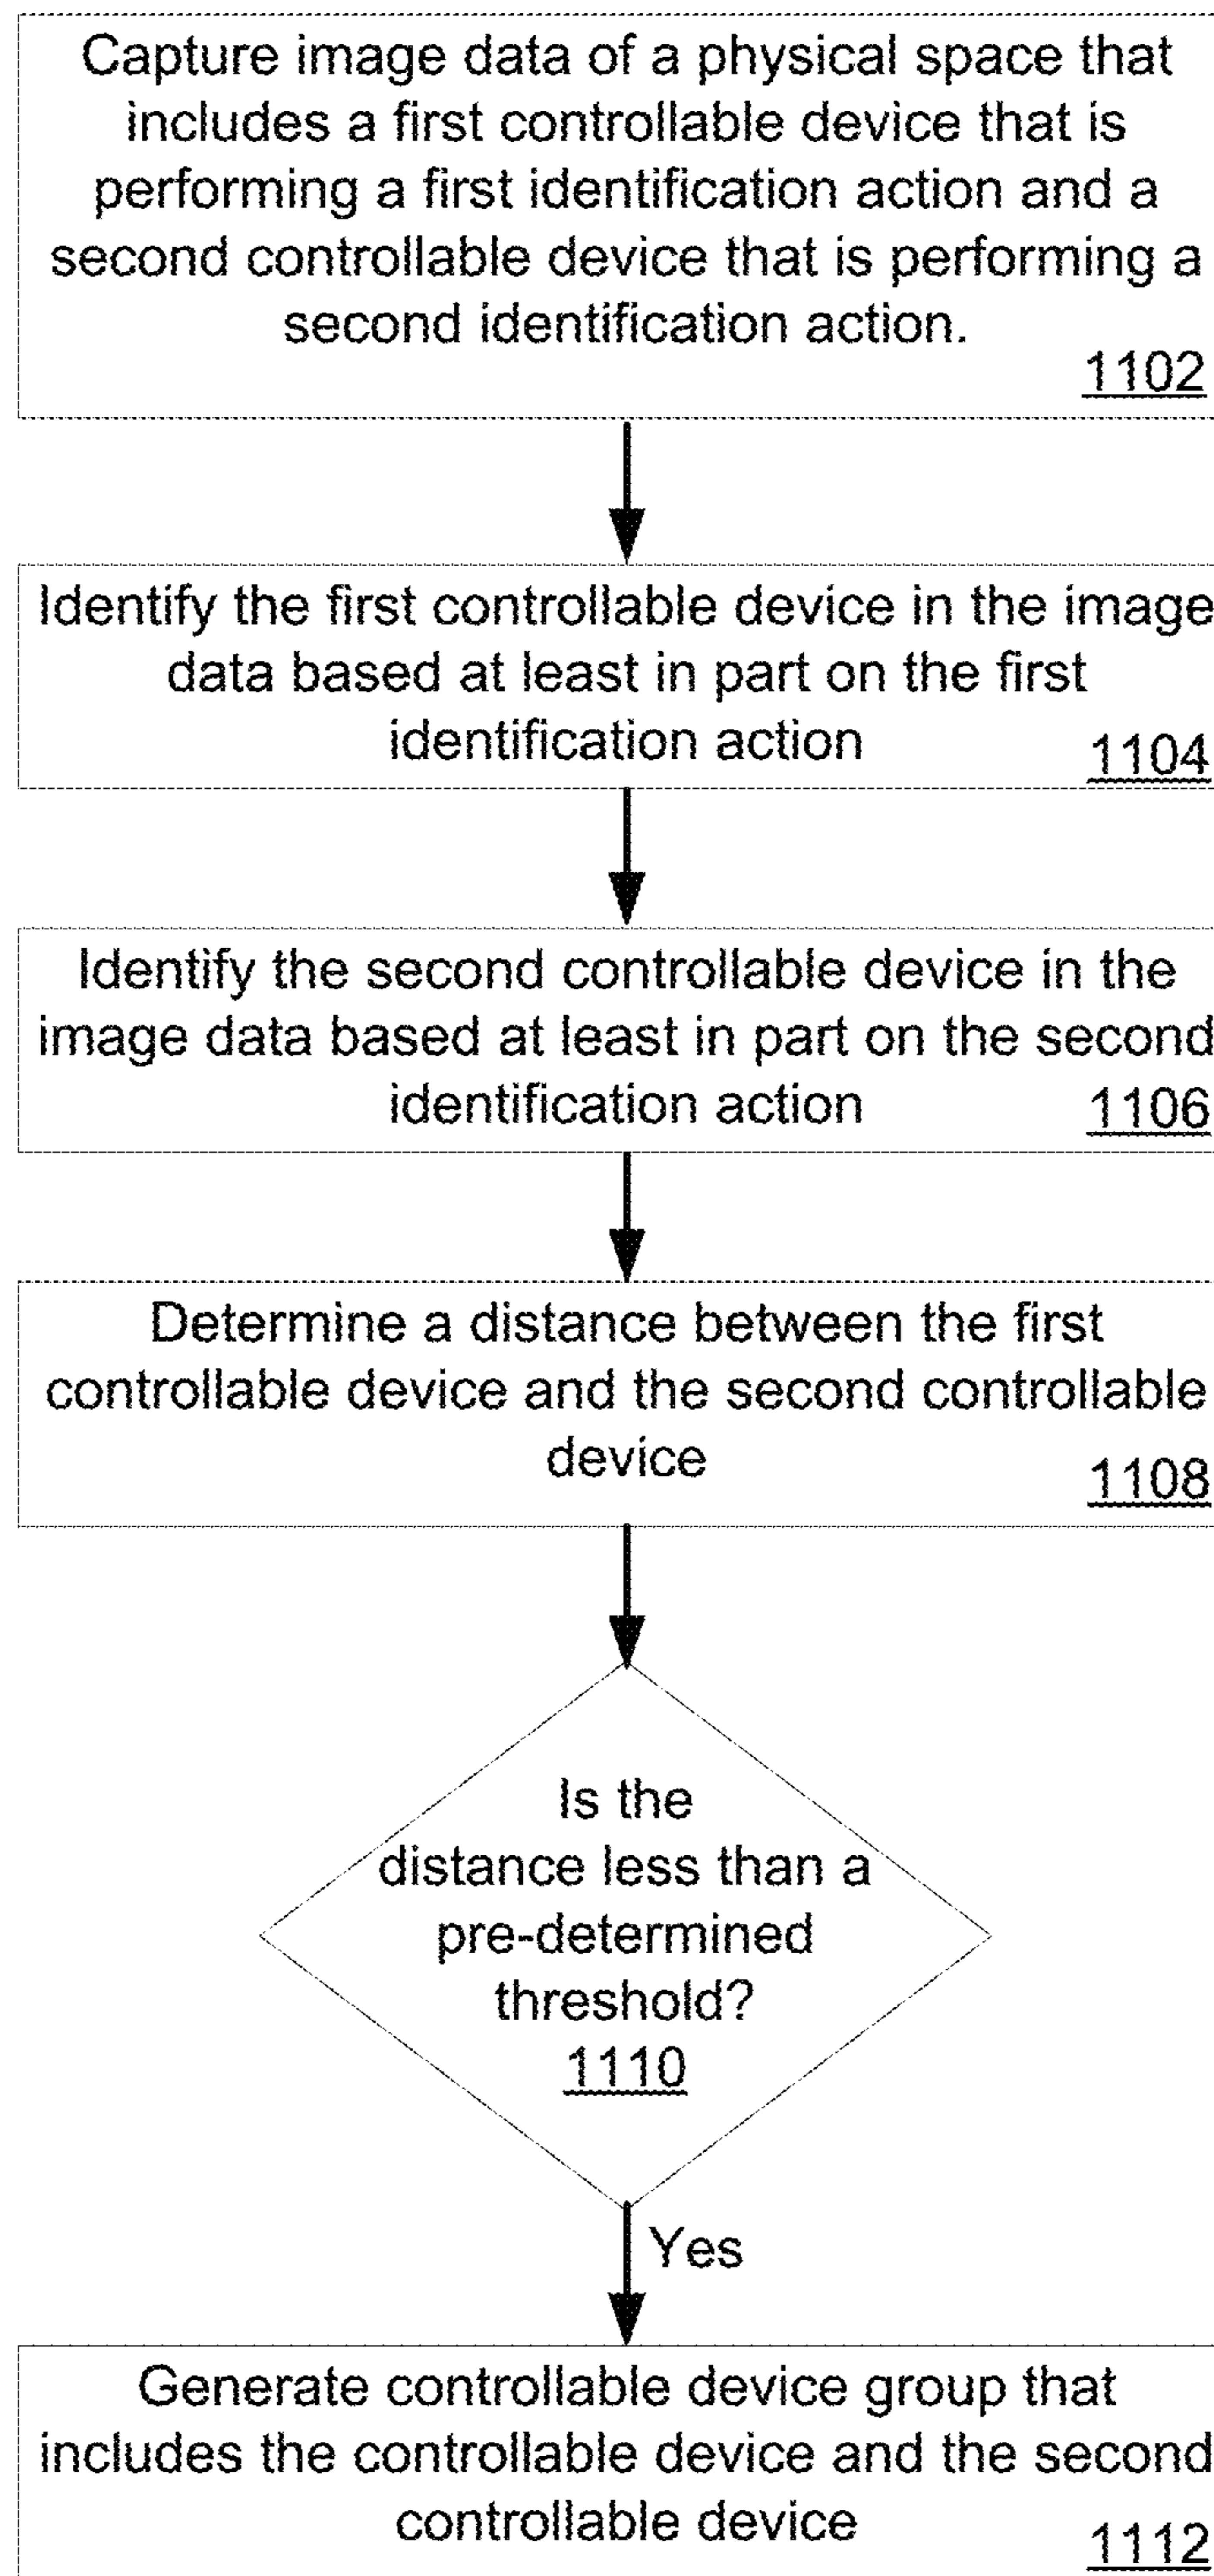 Capture image data of a physical space that
includes a first controllable device that is
performing a first identification action and a
second controllable device that is performing a
second identification action.
1102
Identify the first controllable device in the image
data based at least in part on the first
identification action
1104
Identify the second controllable device in the
image data based at least in part on the second
identification action
1106
Determine a distance between the first
controllable device and the second controllable
device
1108
Is the
distance less than a
pre-determined
threshold?
1110
Yes
Generate controllable device group that
includes the controllable device and the second
controllable device
1112